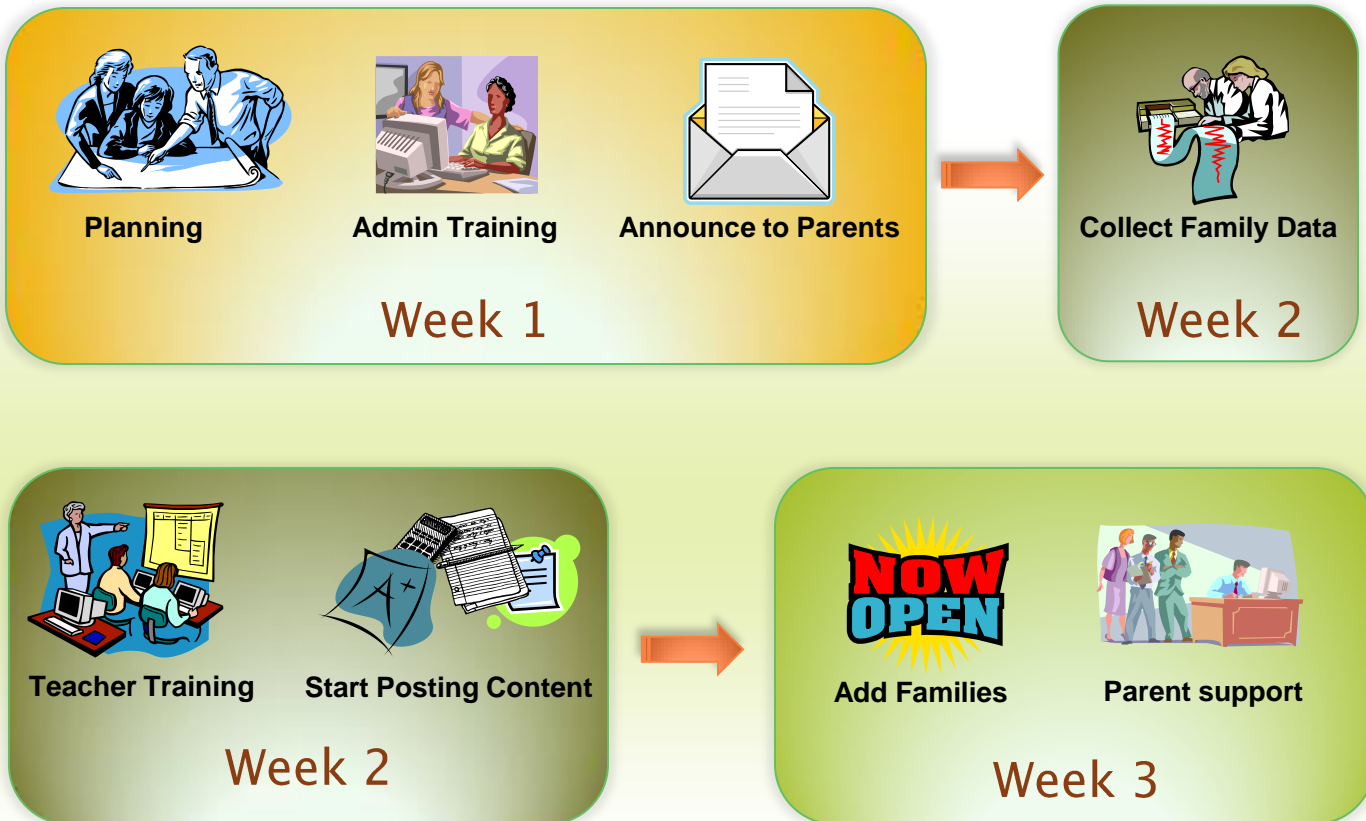 Planning
Admin Training
Announce to Parents
Week 1
Collect Family Data
Week 2
A+
Teacher Training
Start Posting Content
Week 2
NOW
OPEN
Add Families
Parent support
Week 3